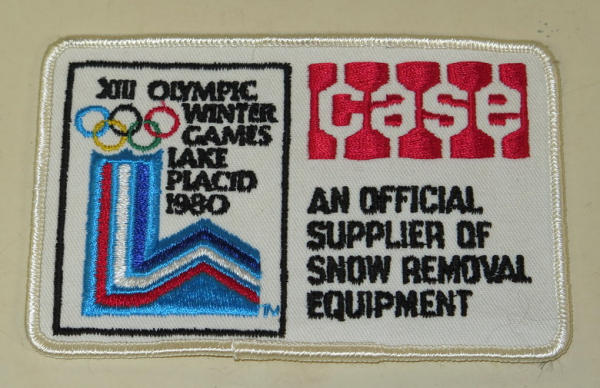 XIII OLYMPIC
WINTER
GAMES
LAKE
PLACID
1980
TM
case
AN OFFICIAL
SUPPLIER OF
SNOW REMOVAL
EQUIPMENT